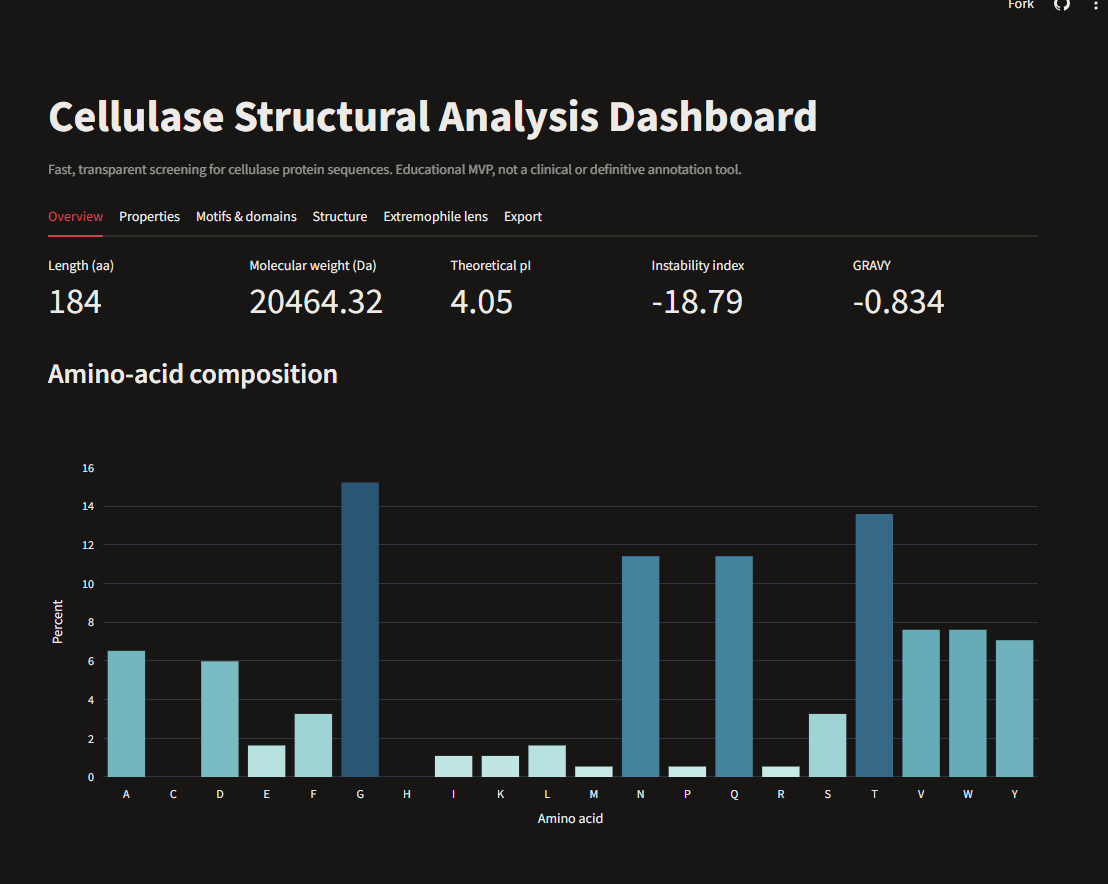 Fork
Cellulase Structural Analysis Dashboard
Fast, transparent screening for cellulase protein sequences. Educational MVP, not a clinical or definitive annotation tool.
Overview Properties Motifs & domains Structure Extremophile lens Export
Length (aa) Molecular weight (Da) Theoretical pI Instability index GRAVY
184 20464.32 4.05 -18.79 -0.834
Amino-acid composition
16
14
12
10
8
6
4
2
0
Percent
A C D E F G H I K L M N P Q R S T V W Y
Amino acid